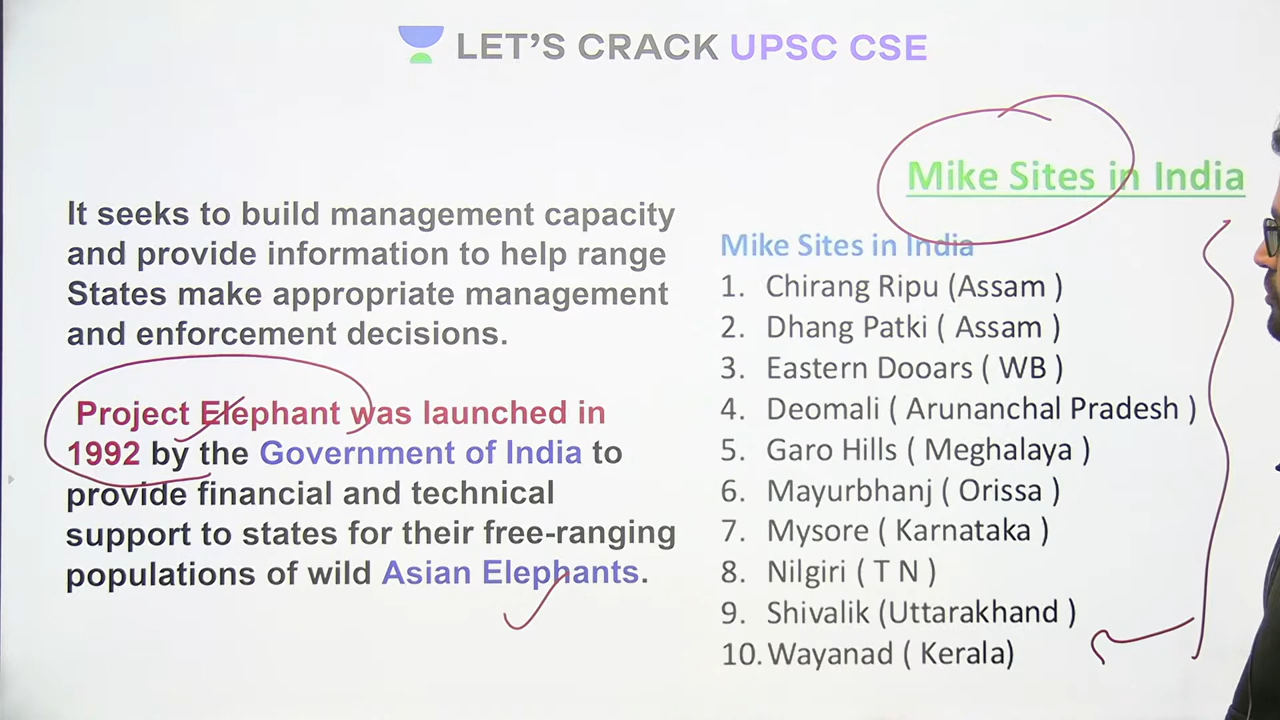 LET'S CRACK UPSC CSE
Mike Sites in India
It seeks to build management capacity
and provide information to help range
States make appropriate management
and enforcement decisions.
Project Elephant was launched in
1992 by the Government of India to
provide financial and technical
support to states for their free-ranging
populations of wild Asian Elephants.
Mike Sites in India
1. Chirang Ripu (Assam )
2. Dhang Patki ( Assam )
3. Eastern Dooars ( WB )
4. Deomali ( Arunanchal Pradesh )
5. Garo Hills ( Meghalaya )
6. Mayurbhanj ( Orissa )
7. Mysore ( Karnataka )
8. Nilgiri ( T N )
9. Shivalik (Uttarakhand )
10. Wayanad ( Kerala)